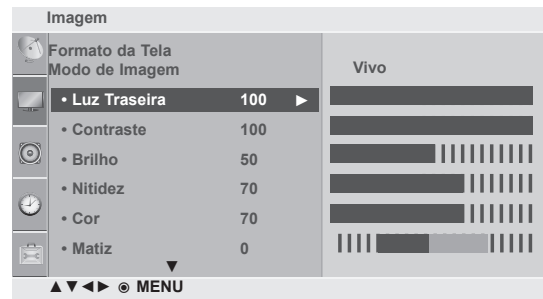 Imagem
Formato da Tela
Modo de Imagem Vivo
• Luz Traseira 100 ►
• Contraste 100
• Brilho 50
• Nitidez 70
• Cor 70
• Matiz 0
▼
▲▼◄► ◉ MENU